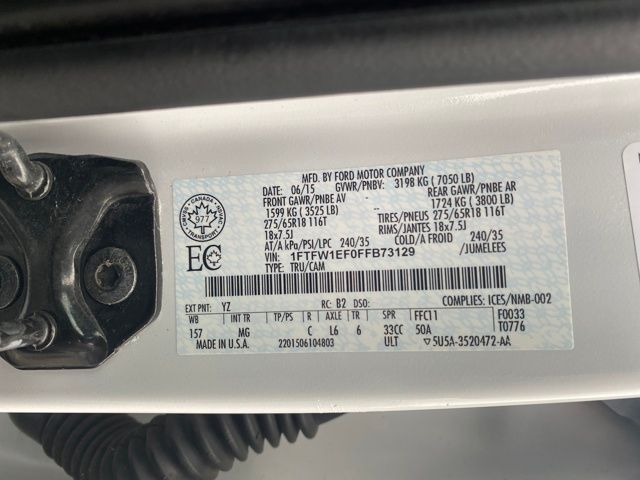 MFD. BY FORD MOTOR COMPANY
DATE: 06/15 GVWR/PNBV: 3198 KG ( 7050 LB)
FRONT GAWR/PNBE AV REAR GAWR/PNBE AR
1599 KG ( 3525 LB) 1724 KG ( 3800 LB)
275/65R18 116T TIRES/PNEUS 275/65R18 116T
18x7.5J RIMS/JANTES 18x7.5J
AT/À kPa/PSI/LPC 240/35 COLD/À FROID 240/35
/JUMELEES
VIN: 1FTFW1EF0FFB73129
TYPE: TRU/CAM
CANADA
977
TRANSPORT
EC
EXT PNT: YZ RC: B2 DSO: COMPLIES: ICES/NMB-002
WB INT TR TP/PS R AXLE TR SPR FFC11 F0033
157 MG C L6 6 33CC 50A T0776
MADE IN U.S.A. 2201506104803 ULT ▽5U5A-3520472-AA